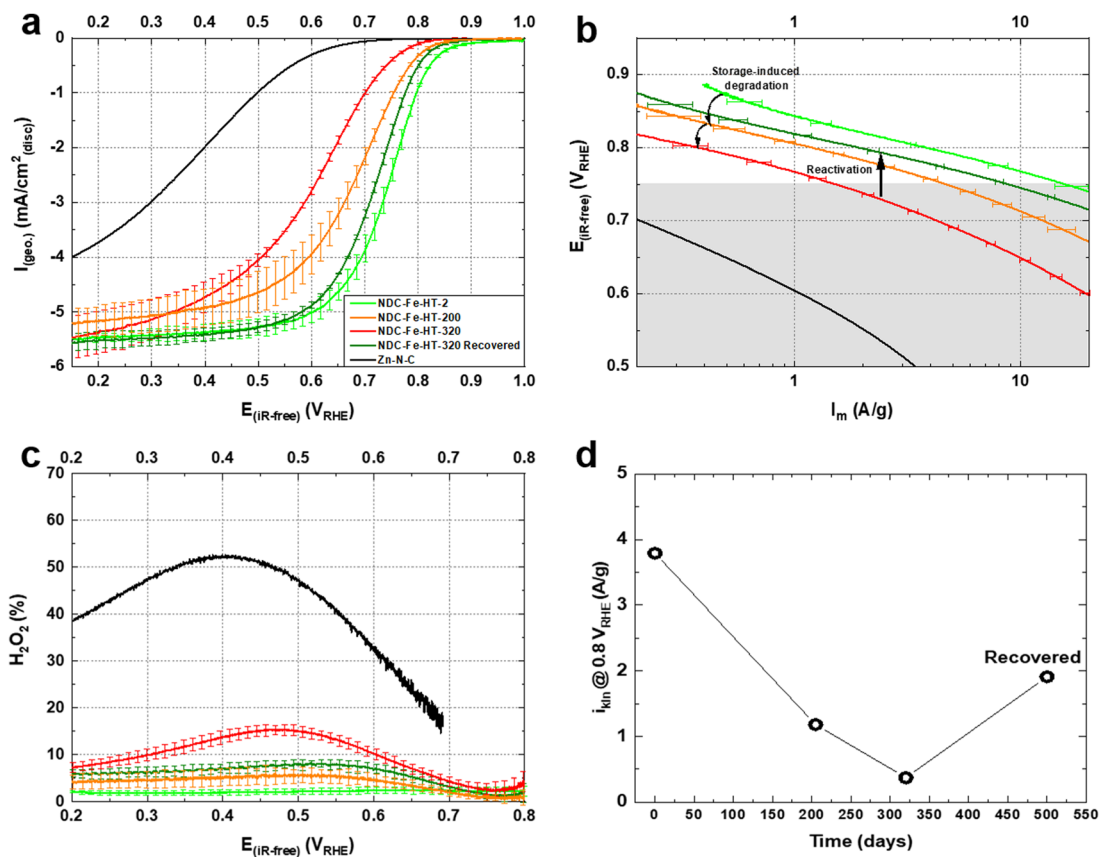 a
0.2 0.3 0.4 0.5 0.6 0.7 0.8 0.9 1.0
0
-1
-2
-3
-4
-5
-6
I(geo.) (mA/cm²(disc))
NDC-Fe-HT-2
NDC-Fe-HT-200
NDC-Fe-HT-320
NDC-Fe-HT-320 Recovered
Zn-N-C
0.2 0.3 0.4 0.5 0.6 0.7 0.8 0.9 1.0
E(iR-free) (VRHE)
b
1 10
0.9
0.8
0.7
0.6
0.5
E(iR-free) (VRHE)
Storage-induced
degradation
Reactivation
1 10
Im (A/g)
c
0.2 0.3 0.4 0.5 0.6 0.7 0.8
70
60
50
40
30
20
10
0
H₂O₂ (%)
0.2 0.3 0.4 0.5 0.6 0.7 0.8
E(iR-free) (VRHE)
d
5
4
3
2
1
0
ikin @ 0.8 VRHE (A/g)
Recovered
0 50 100 150 200 250 300 350 400 450 500 550
Time (days)